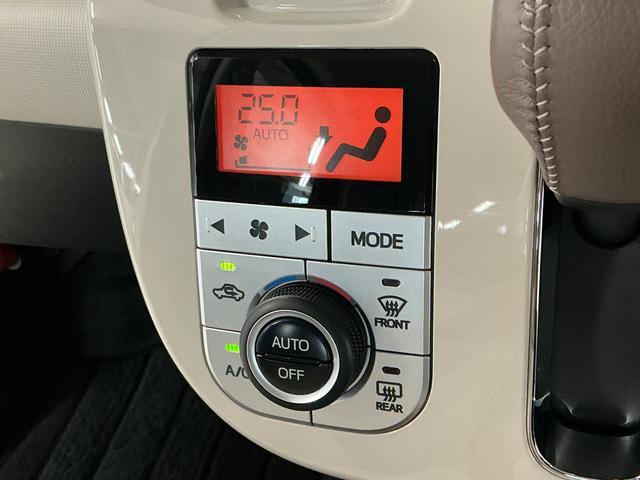 25.0
AUTO
MODE
FRONT
AUTO
OFF
A/C
REAR